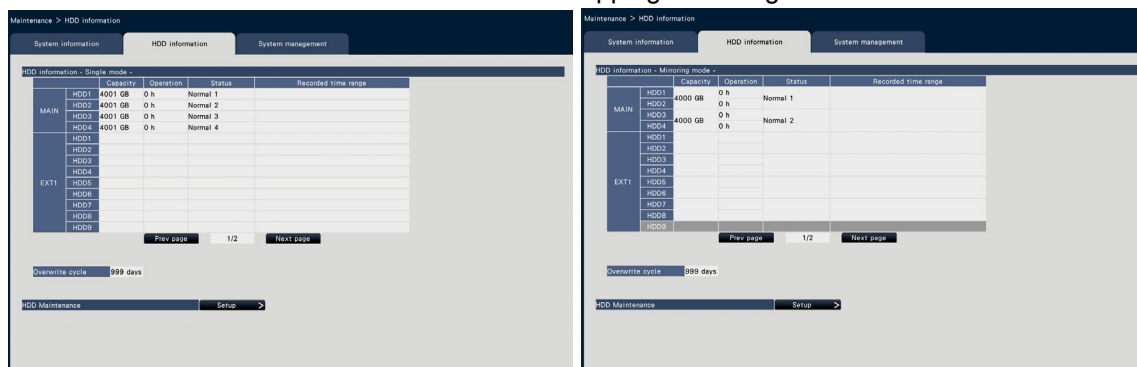 pping
Maintenance > HDD information
System information HDD information System management
HDD information - Single mode -
Capacity Operation Status Recorded time range
MAIN
HDD1 4001 GB 0 h Normal 1
HDD2 4001 GB 0 h Normal 2
HDD3 4001 GB 0 h Normal 3
HDD4 4001 GB 0 h Normal 4
EXT1
HDD1
HDD2
HDD3
HDD4
HDD5
HDD6
HDD7
HDD8
HDD9
Prev page 1/2 Next page
Overwrite cycle 999 days
HDD Maintenance Setup >
Maintenance > HDD information
System information HDD information System management
HDD information - Mirroring mode -
Capacity Operation Status Recorded time range
MAIN
HDD1 4000 GB 0 h Normal 1
HDD2 0 h
HDD3 4000 GB 0 h Normal 2
HDD4 0 h
EXT1
HDD1
HDD2
HDD3
HDD4
HDD5
HDD6
HDD7
HDD8
HDD9
Prev page 1/2 Next page
Overwrite cycle 999 days
HDD Maintenance Setup >